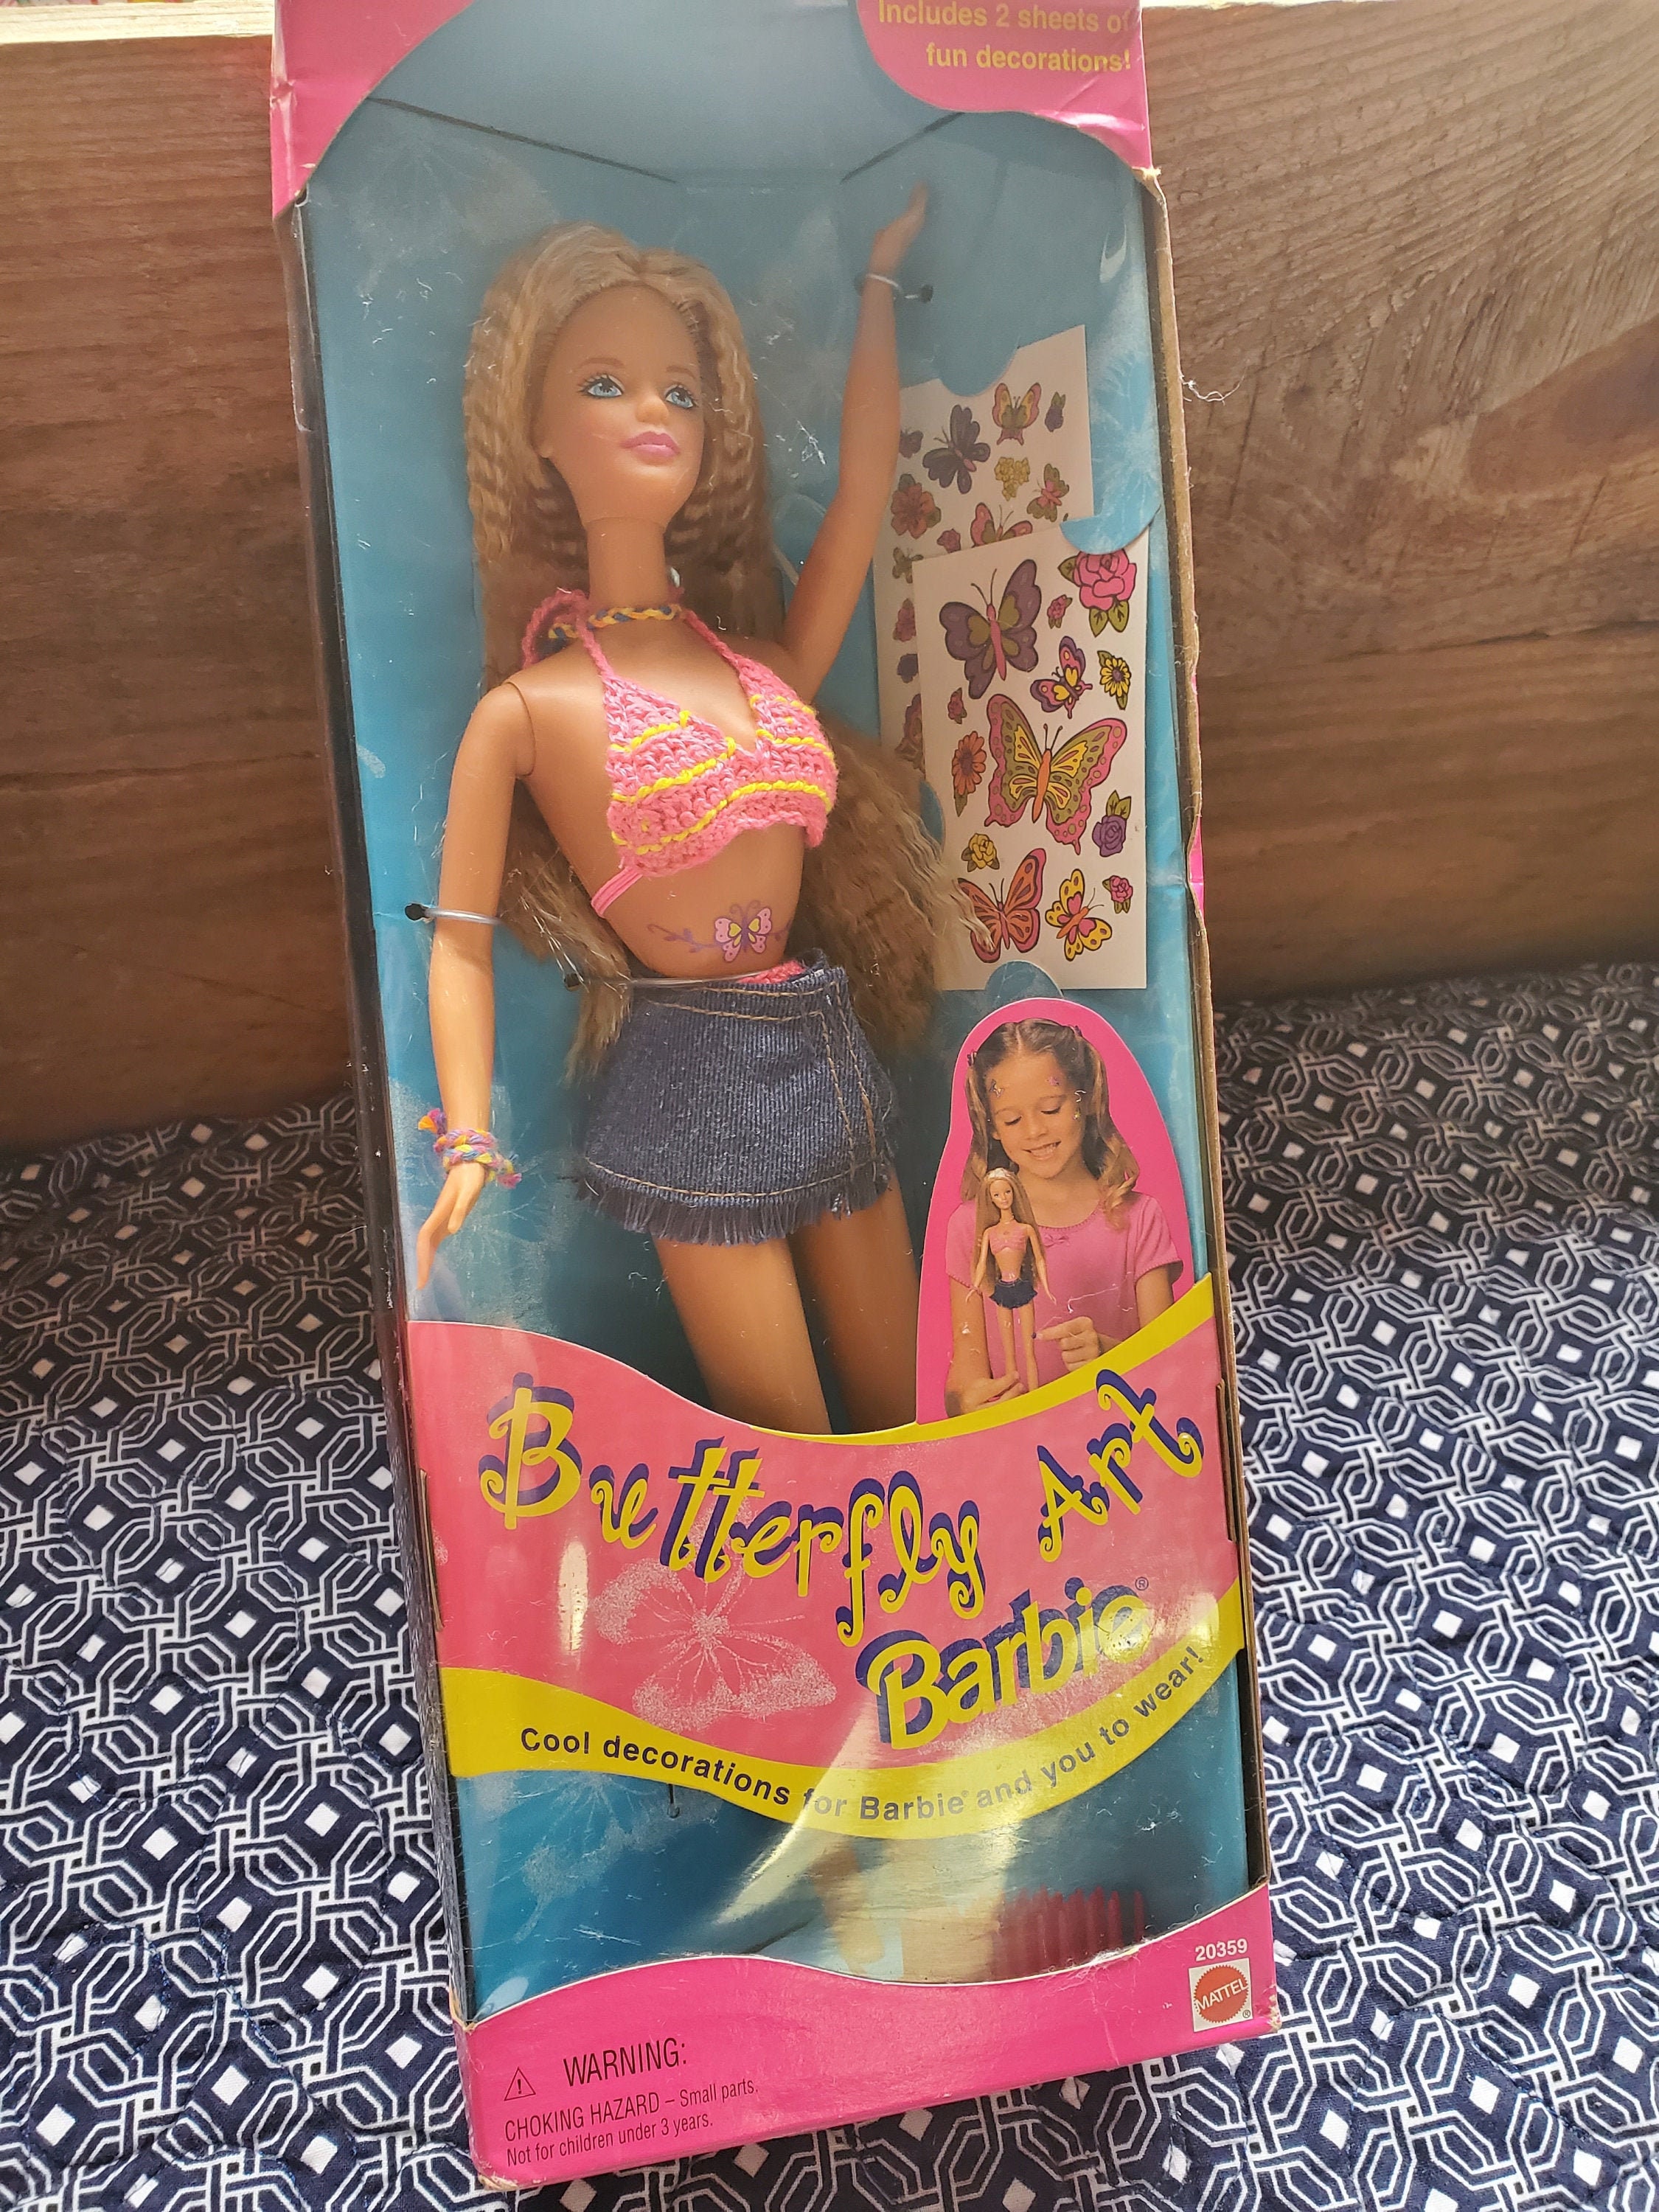 Includes 2 sheets of
fun decorations!
Butterfly Art
Barbie®
Cool decorations for Barbie® and you to wear!
20359
MATTEL®
WARNING:
CHOKING HAZARD – Small parts.
Not for children under 3 years.